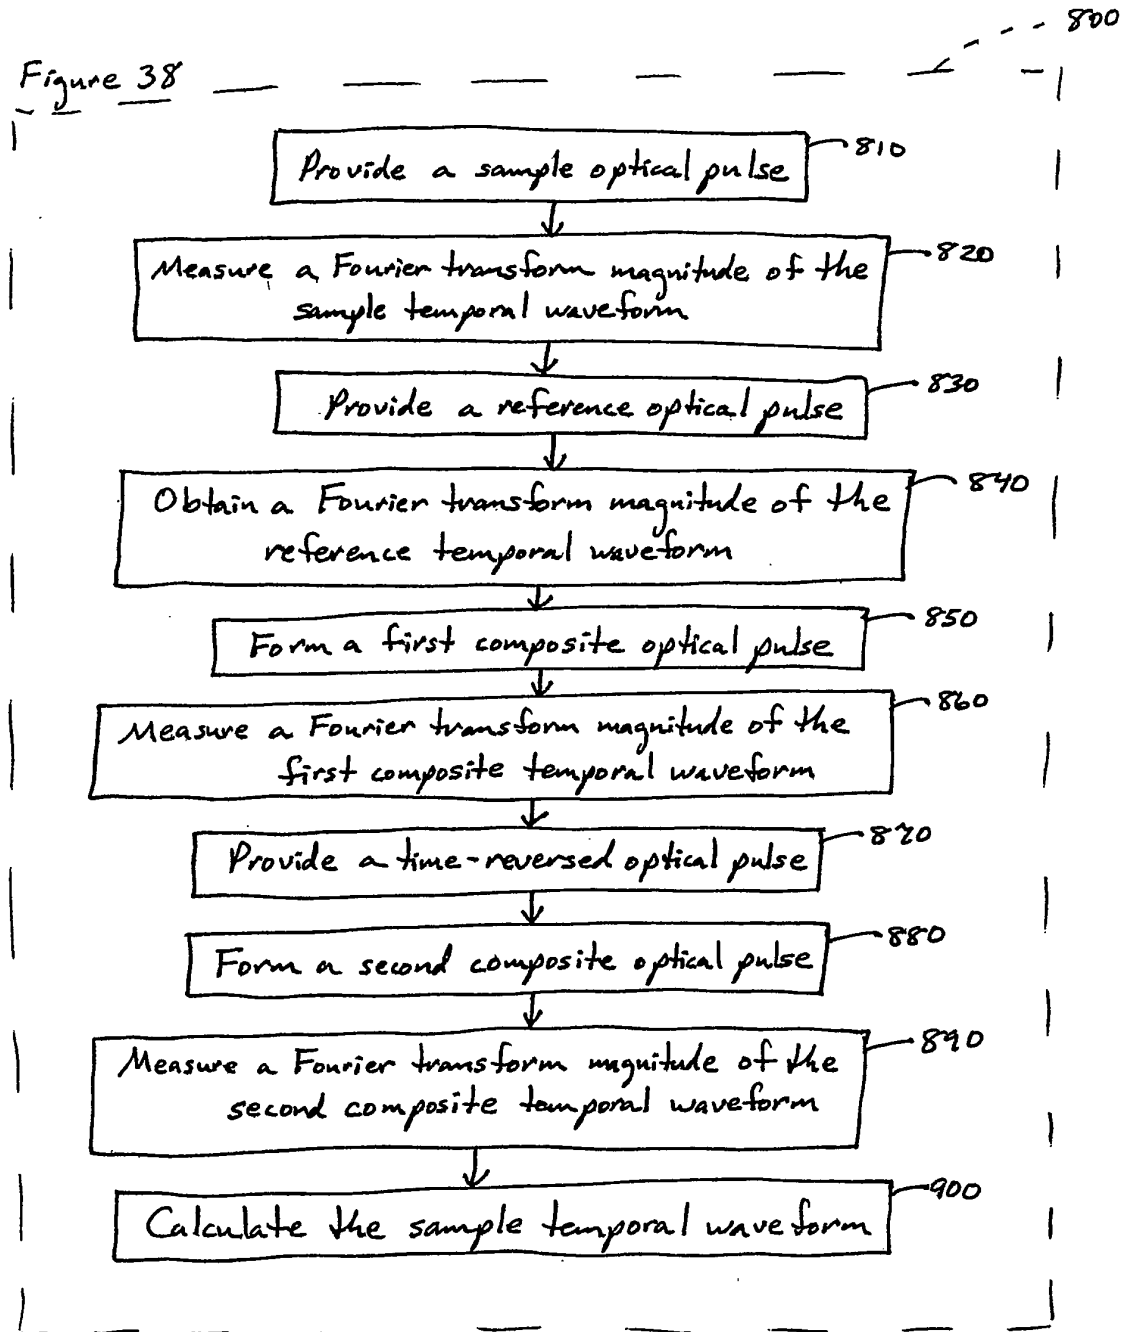 800
Figure 38
Provide a sample optical pulse
810
Measure a Fourier transform magnitude of the
sample temporal waveform
820
Provide a reference optical pulse
830
Obtain a Fourier transform magnitude of the
reference temporal waveform
840
Form a first composite optical pulse
850
Measure a Fourier transform magnitude of the
first composite temporal waveform
860
Provide a time-reversed optical pulse
870
Form a second composite optical pulse
880
Measure a Fourier transform magnitude of the
second composite temporal waveform
890
Calculate the sample temporal waveform
900